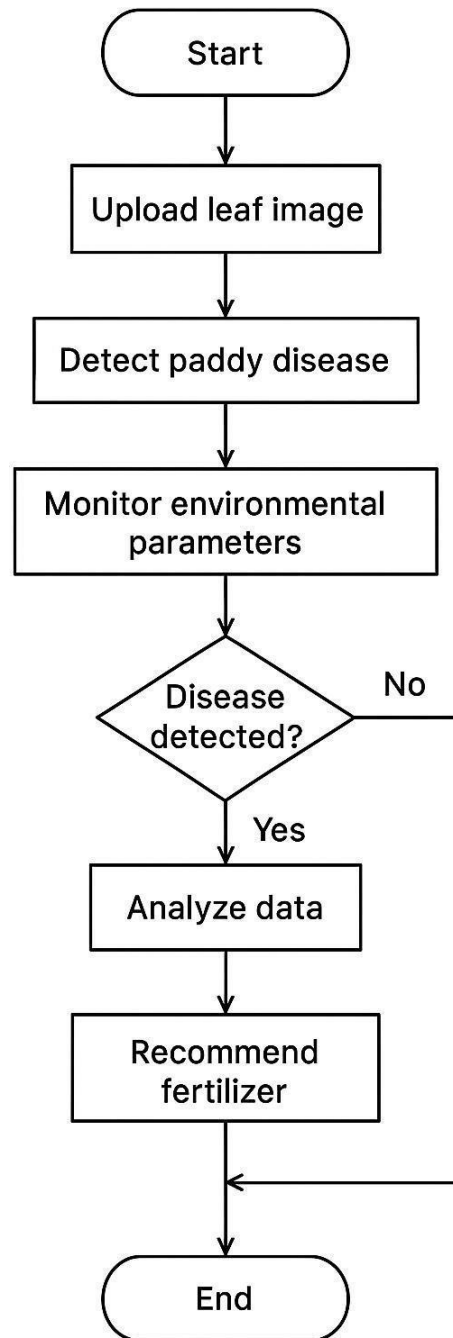 Start
Upload leaf image
Detect paddy disease
Monitor environmental
parameters
Disease
detected?
No
Yes
Analyze data
Recommend
fertilizer
End